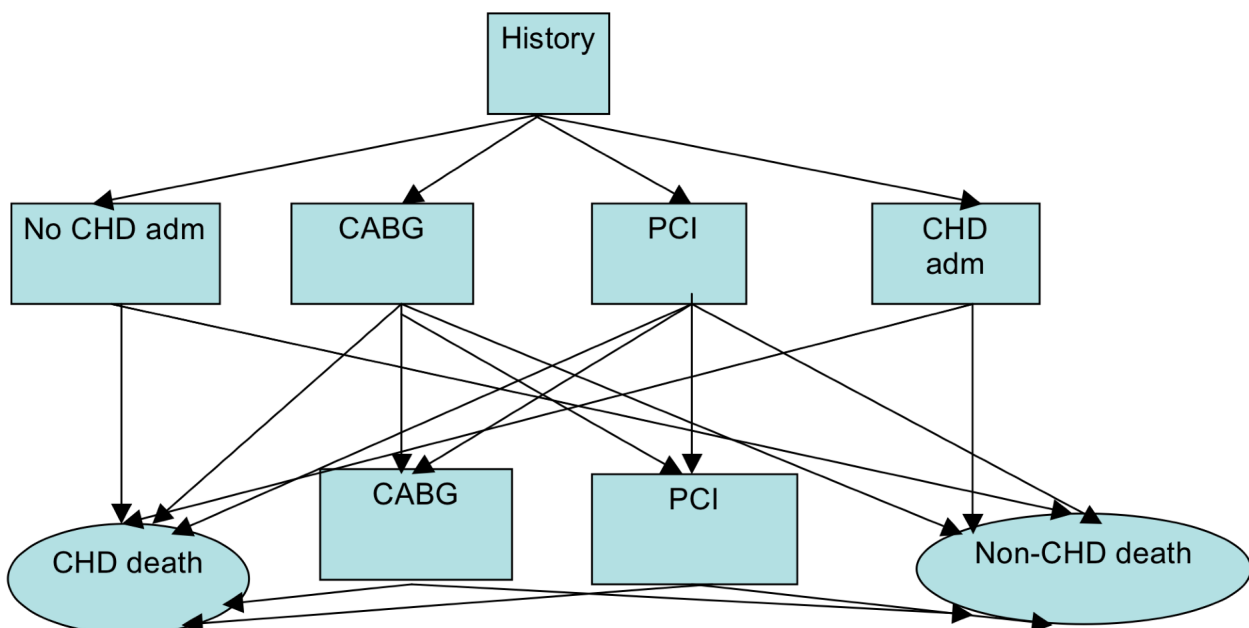 History
No CHD adm
CABG
PCI
CHD
adm
CABG
PCI
CHD death
Non-CHD death